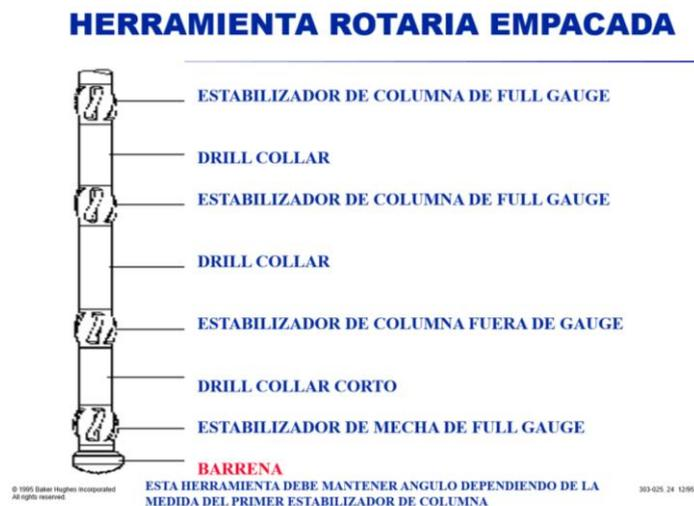 HERRAMIENTA ROTARIA EMPACADA
ESTABILIZADOR DE COLUMNA DE FULL GAUGE
DRILL COLLAR
ESTABILIZADOR DE COLUMNA DE FULL GAUGE
DRILL COLLAR
ESTABILIZADOR DE COLUMNA FUERA DE GAUGE
DRILL COLLAR CORTO
ESTABILIZADOR DE MECHA DE FULL GAUGE
BARRENA
ESTA HERRAMIENTA DEBE MANTENER ANGULO DEPENDIENDO DE LA
MEDIDA DEL PRIMER ESTABILIZADOR DE COLUMNA
© 1995 Baker Hughes Incorporated
All rights reserved.
303-025 24 12/95